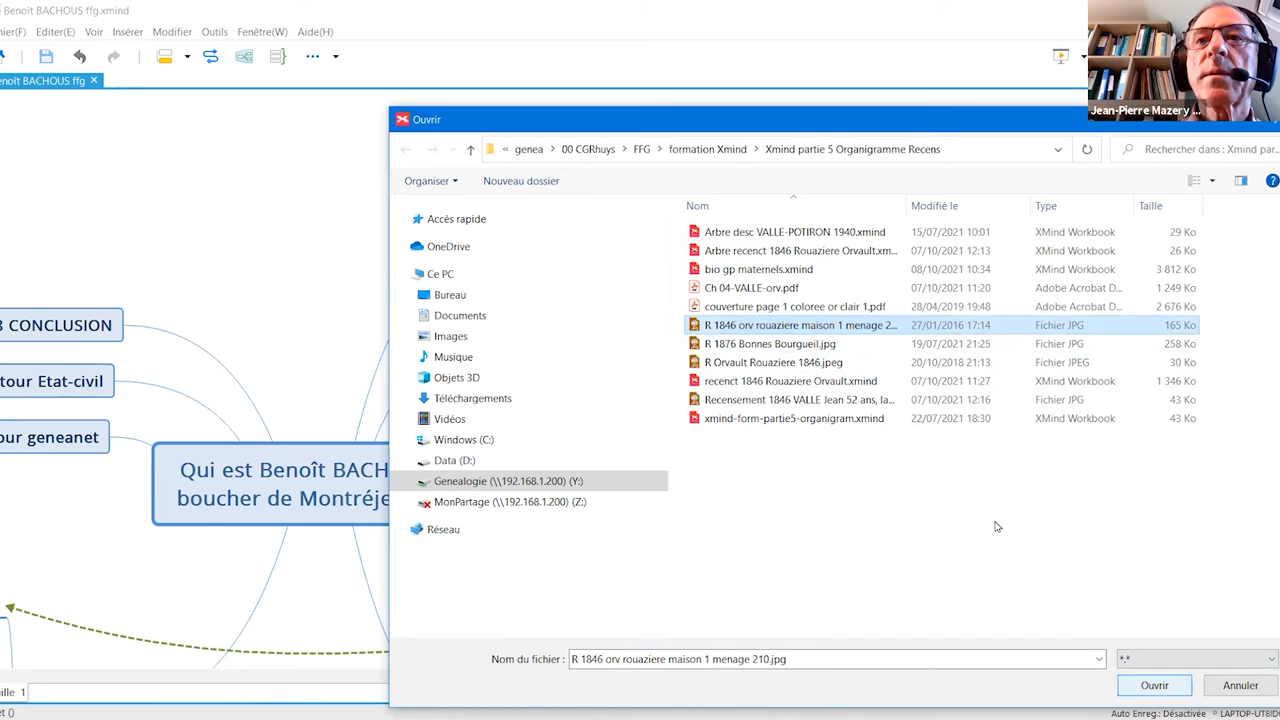 Benoît BACHOUS ffg.xmind
hier(F) Editer(E) Voir Insérer Modifier Outils Fenêtre(W) Aide(H)
enoît BACHOUS ffg
Jean-Pierre Mazery ...
Ouvrir
« genea > 00 CGRhuys > FFG > formation Xmind > Xmind partie 5 Organigramme Recens
Rechercher dans : Xmind par...
Organiser Nouveau dossier
Nom Modifié le Type Taille
Accès rapide
OneDrive
Ce PC
Bureau
Documents
Images
Musique
Objets 3D
Téléchargements
Vidéos
Windows (C:)
Data (D:)
Genealogie (\\192.168.1.200) (Y:)
MonPartage (\\192.168.1.200) (Z:)
Réseau
Arbre desc VALLE-POTIRON 1940.xmind 15/07/2021 10:01 XMind Workbook 29 Ko
Arbre recenct 1846 Rouaziere Orvault.xm... 07/10/2021 12:13 XMind Workbook 26 Ko
bio gp maternels.xmind 08/10/2021 10:34 XMind Workbook 3 812 Ko
Ch 04-VALLE-orv.pdf 07/10/2021 11:20 Adobe Acrobat D... 1 249 Ko
couverture page 1 coloree or clair 1.pdf 28/04/2019 19:48 Adobe Acrobat D... 2 676 Ko
R 1846 orv rouaziere maison 1 menage 2... 27/01/2016 17:14 Fichier JPG 165 Ko
R 1876 Bonnes Bourgueil.jpg 19/07/2021 21:25 Fichier JPG 258 Ko
R Orvault Rouaziere 1846.jpeg 20/10/2018 21:13 Fichier JPEG 30 Ko
recenct 1846 Rouaziere Orvault.xmind 07/10/2021 11:27 XMind Workbook 1 346 Ko
Recensement 1846 VALLE Jean 52 ans, la... 07/10/2021 12:16 Fichier JPG 43 Ko
xmind-form-partie5-organigram.xmind 22/07/2021 18:30 XMind Workbook 43 Ko
8 CONCLUSION
tour Etat-civil
our geneanet
Qui est Benoît BACH
boucher de Montréje
Nom du fichier : R 1846 orv rouaziere maison 1 menage 210.jpg *.*
Ouvrir Annuler
uille 1
et ()
Auto Enreg.: Désactivée LAPTOP-UT8ID